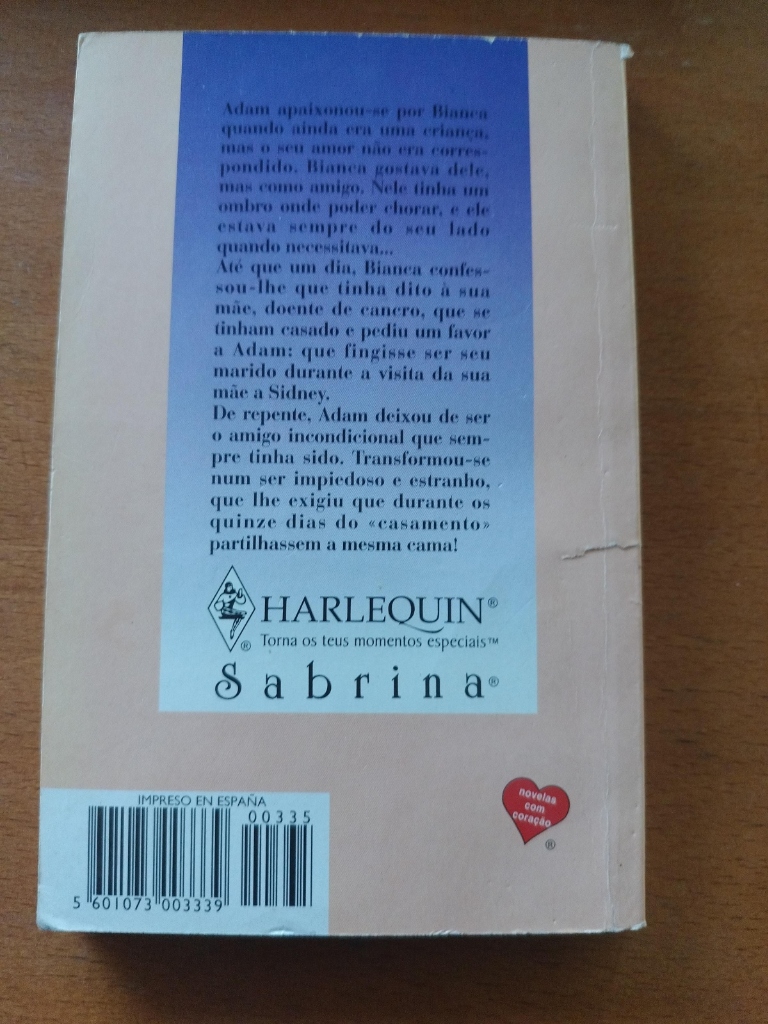 Adam apaixonou-se por Bianca
quando ainda era uma criança,
mas o seu amor não era corres-
pondido. Bianca gostava dele,
mas como amigo. Nele tinha um
ombro onde poder chorar, e ele
estava sempre do seu lado
quando necessitava...
Até que um dia, Bianca confes-
sou-lhe que tinha dito à sua
mãe, doente de cancro, que se
tinham casado e pediu um favor
a Adam: que fingisse ser seu
marido durante a visita da sua
mãe a Sidney.
De repente, Adam deixou de ser
o amigo incondicional que sem-
pre tinha sido. Transformou-se
num ser impiedoso e estranho,
que lhe exigiu que durante os
quinze dias do «casamento»
partilhassem a mesma cama!
HARLEQUIN®
® Torna os teus momentos especiais™
Sabrina®
novelas
com
coração
®
IMPRESO EN ESPAÑA
00335
5 601073 003339